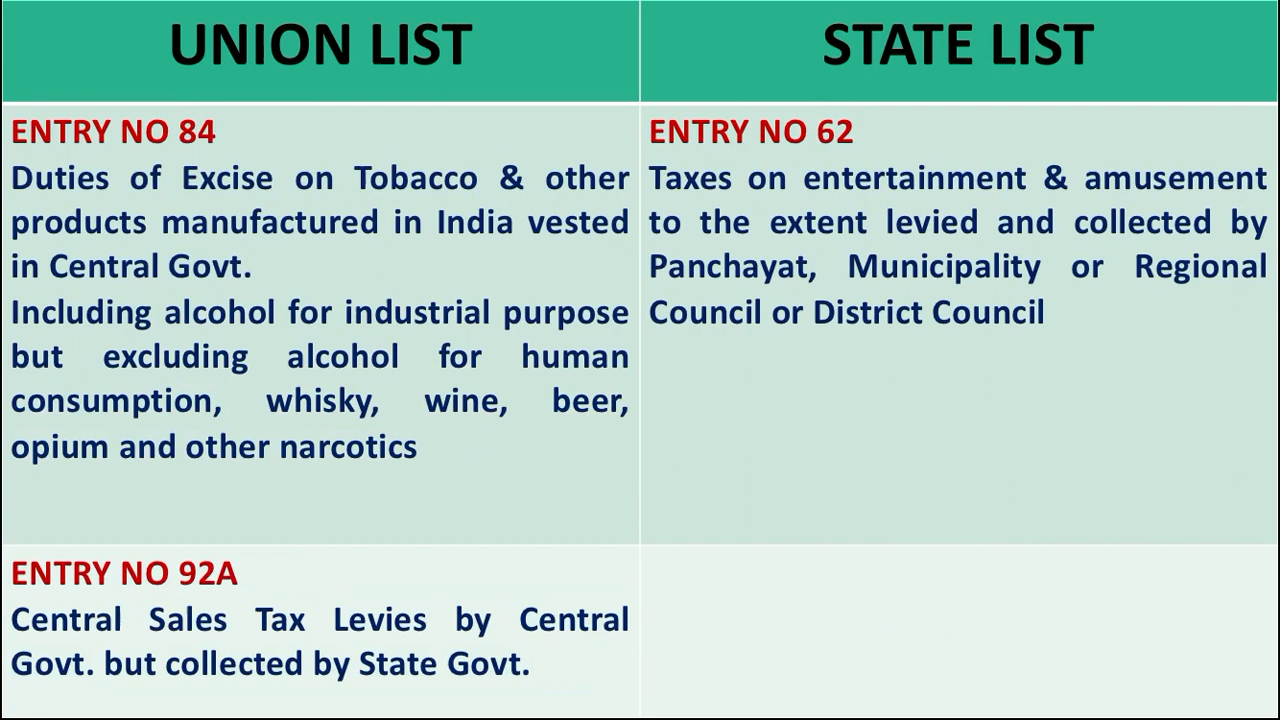 UNION LIST
STATE LIST
ENTRY NO 84
Duties of Excise on Tobacco & other
products manufactured in India vested
in Central Govt.
Including alcohol for industrial purpose
but excluding alcohol for human
consumption, whisky, wine, beer,
opium and other narcotics
ENTRY NO 62
Taxes on entertainment & amusement
to the extent levied and collected by
Panchayat, Municipality or Regional
Council or District Council
ENTRY NO 92A
Central Sales Tax Levies by Central
Govt. but collected by State Govt.